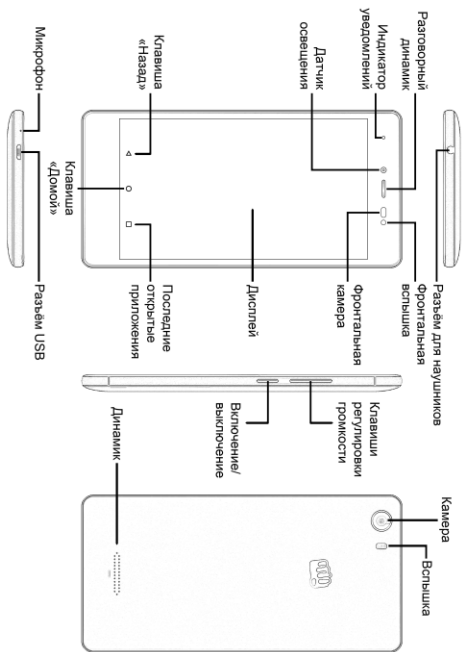 Разговорный
динамик
Индикатор
уведомлений
Датчик
освещения
Клавиша
«Назад»
Микрофон
Разъём для наушников
Фронтальная
вспышка
Фронтальная
камера
Дисплей
Последние
открытые
приложения
Клавиша
«Домой»
Разъём USB
Клавиши
регулировки
громкости
Включение/
выключение
Камера
Вспышка
Динамик